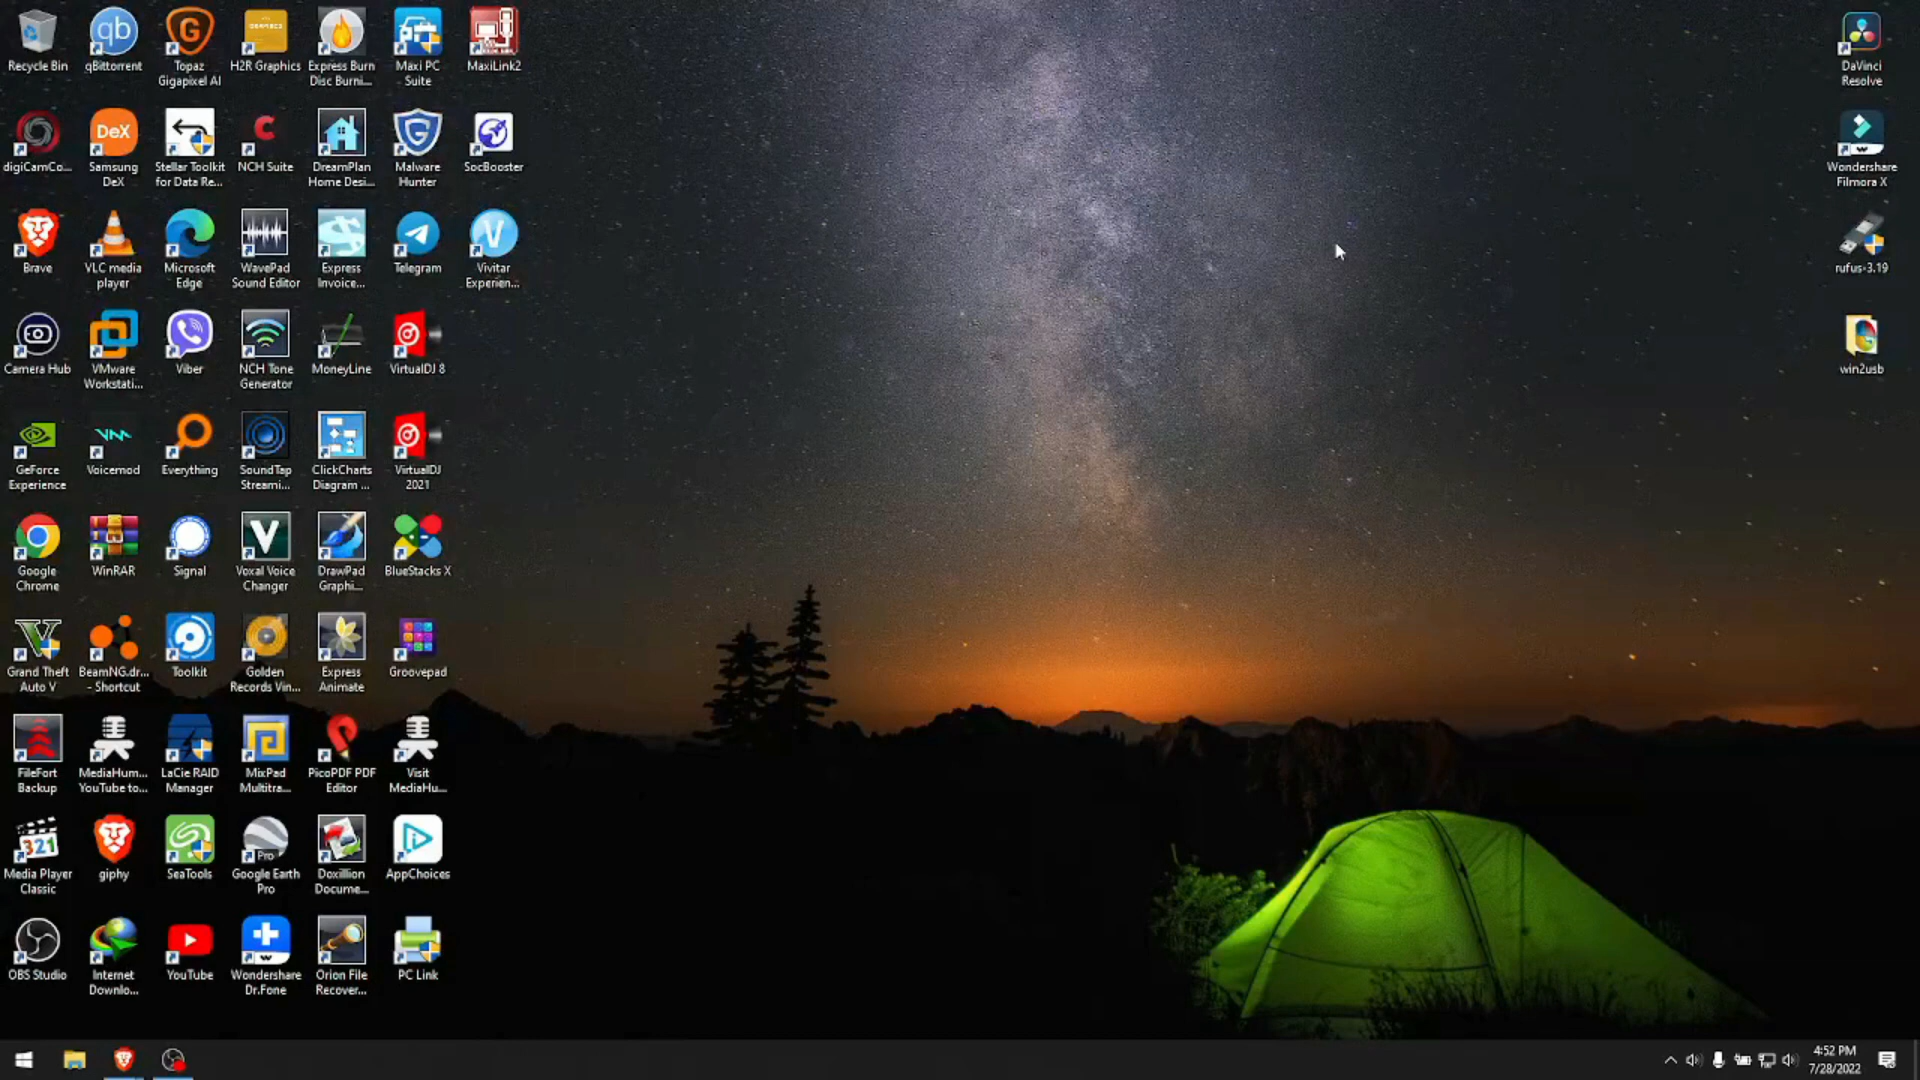 Recycle Bin
qb
qBittorrent
G
Topaz
Gigapixel AI
GRAPHICS
H2R Graphics
Express Burn
Disc Burni...
Maxi PC
Suite
MaxiLink2
DaVinci
Resolve
digiCamCo...
DeX
Samsung
DeX
Stellar Toolkit
for Data Re...
NCH Suite
DreamPlan
Home Desi...
Malware
Hunter
SocBooster
Wondershare
Filmora X
Brave
VLC media
player
Microsoft
Edge
WavePad
Sound Editor
Express
Invoice...
Telegram
Vivitar
Experien...
rufus-3.19
Camera Hub
VMware
Workstati...
Viber
NCH Tone
Generator
MoneyLine
VirtualDJ 8
win2usb
GeForce
Experience
Voicemod
Everything
SoundTap
Streami...
ClickCharts
Diagram ...
VirtualDJ
2021
Google
Chrome
WinRAR
Signal
Voxal Voice
Changer
DrawPad
Graphi...
BlueStacks X
Grand Theft
Auto V
BeamNG.dr...
- Shortcut
Toolkit
Golden
Records Vin...
Express
Animate
Groovepad
FileFort
Backup
MediaHum...
YouTube to...
LaCie RAID
Manager
MixPad
Multitra...
PicoPDF PDF
Editor
Visit
MediaHu...
321
Media Player
Classic
giphy
SeaTools
Pro
Google Earth
Pro
Doxillion
Docume...
AppChoices
OBS Studio
Internet
Downlo...
YouTube
Wondershare
Dr.Fone
Orion File
Recover...
PC Link
4:52 PM
7/28/2022